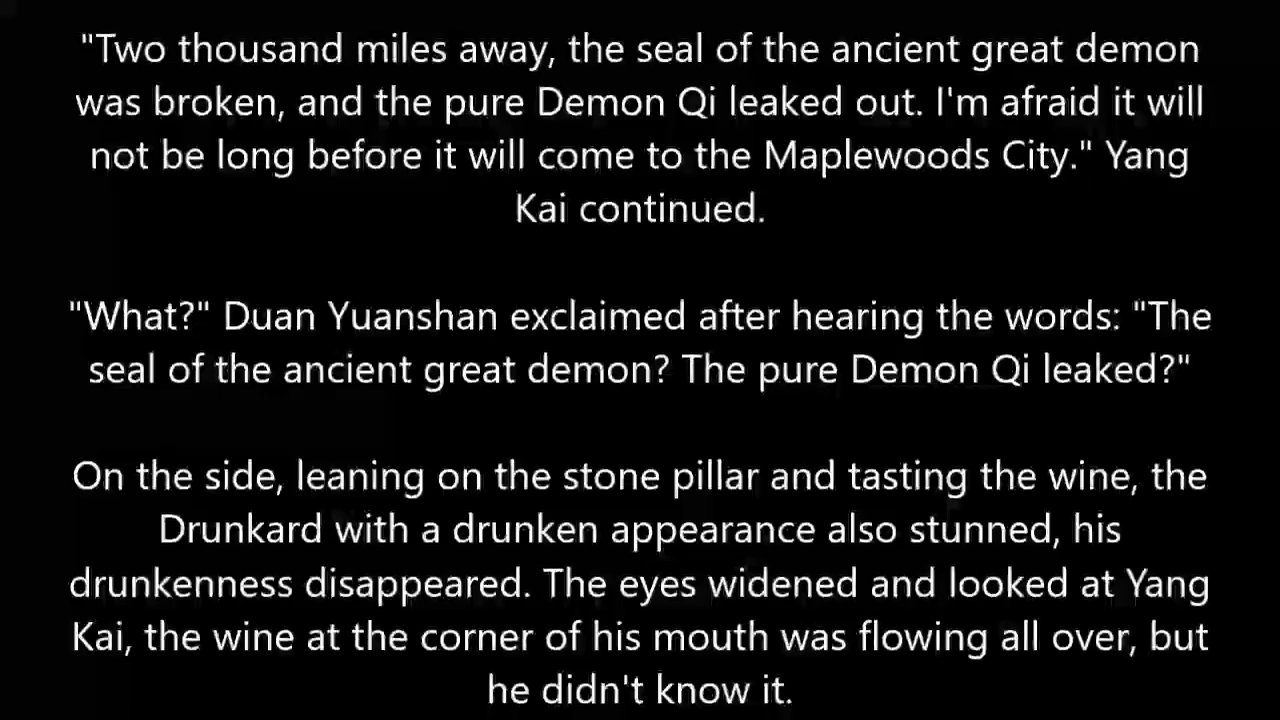 "Two thousand miles away, the seal of the ancient great demon
was broken, and the pure Demon Qi leaked out. I'm afraid it will
not be long before it will come to the Maplewoods City." Yang
Kai continued.
"What?" Duan Yuanshan exclaimed after hearing the words: "The
seal of the ancient great demon? The pure Demon Qi leaked?"
On the side, leaning on the stone pillar and tasting the wine, the
Drunkard with a drunken appearance also stunned, his
drunkenness disappeared. The eyes widened and looked at Yang
Kai, the wine at the corner of his mouth was flowing all over, but
he didn't know it.